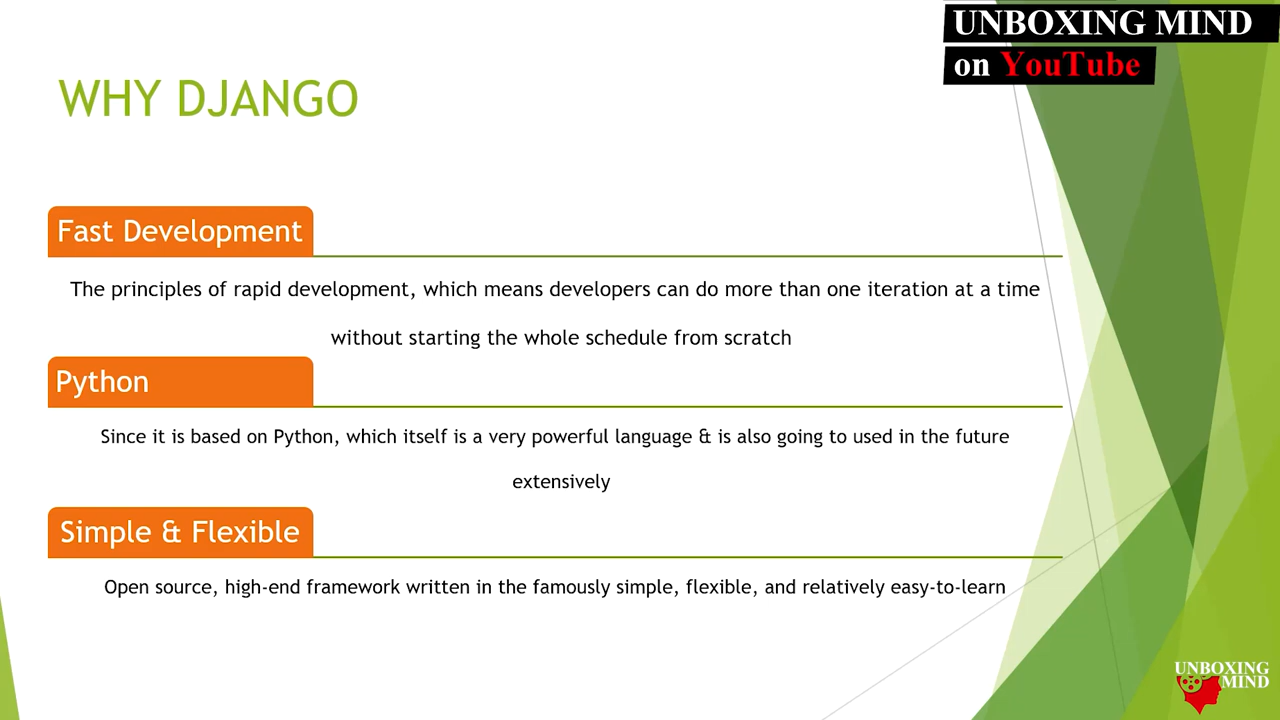 UNBOXING MIND
on YouTube
WHY DJANGO
Fast Development
The principles of rapid development, which means developers can do more than one iteration at a time
without starting the whole schedule from scratch
Python
Since it is based on Python, which itself is a very powerful language & is also going to used in the future
extensively
Simple & Flexible
Open source, high-end framework written in the famously simple, flexible, and relatively easy-to-learn
UNBOXING
MIND